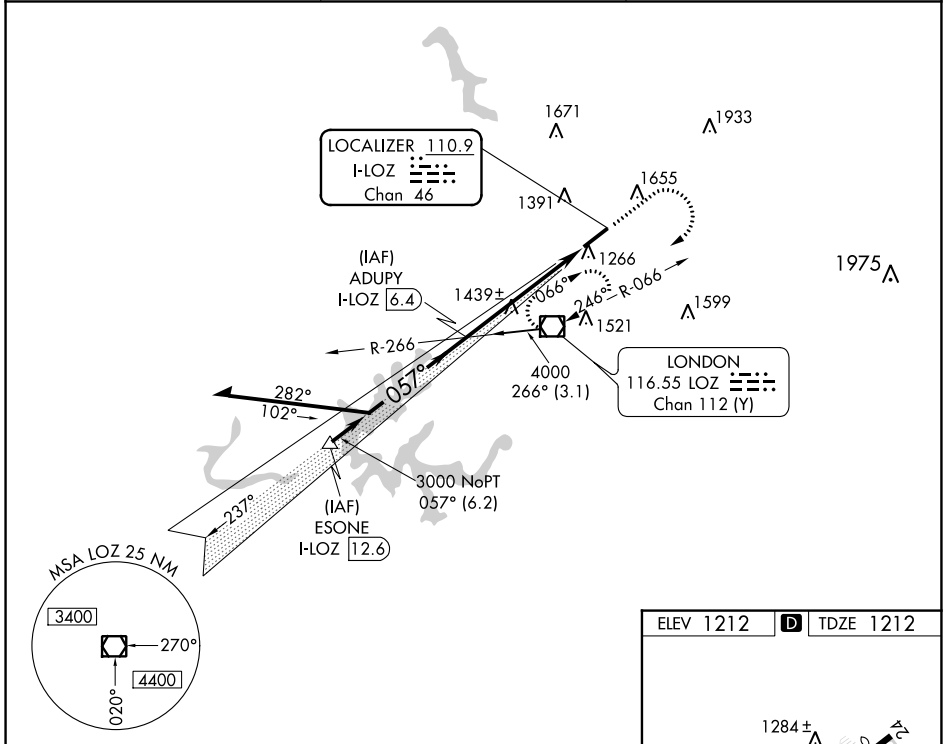 1671
1933
LOCALIZER 110.9
I-LOZ
Chan 46
1655
1391
(IAF)
ADUPY
I-LOZ 6.4
1266
1975
1439±
066°
246°
R-066
1599
1521
R-266
4000
266° (3.1)
LONDON
116.55 LOZ
Chan 112 (Y)
282°
102°
057°
3000 NoPT
057° (6.2)
237°
(IAF)
ESONE
I-LOZ 12.6
MSA LOZ 25 NM
3400
270°
4400
020°
ELEV 1212 D TDZE 1212
1284±
24